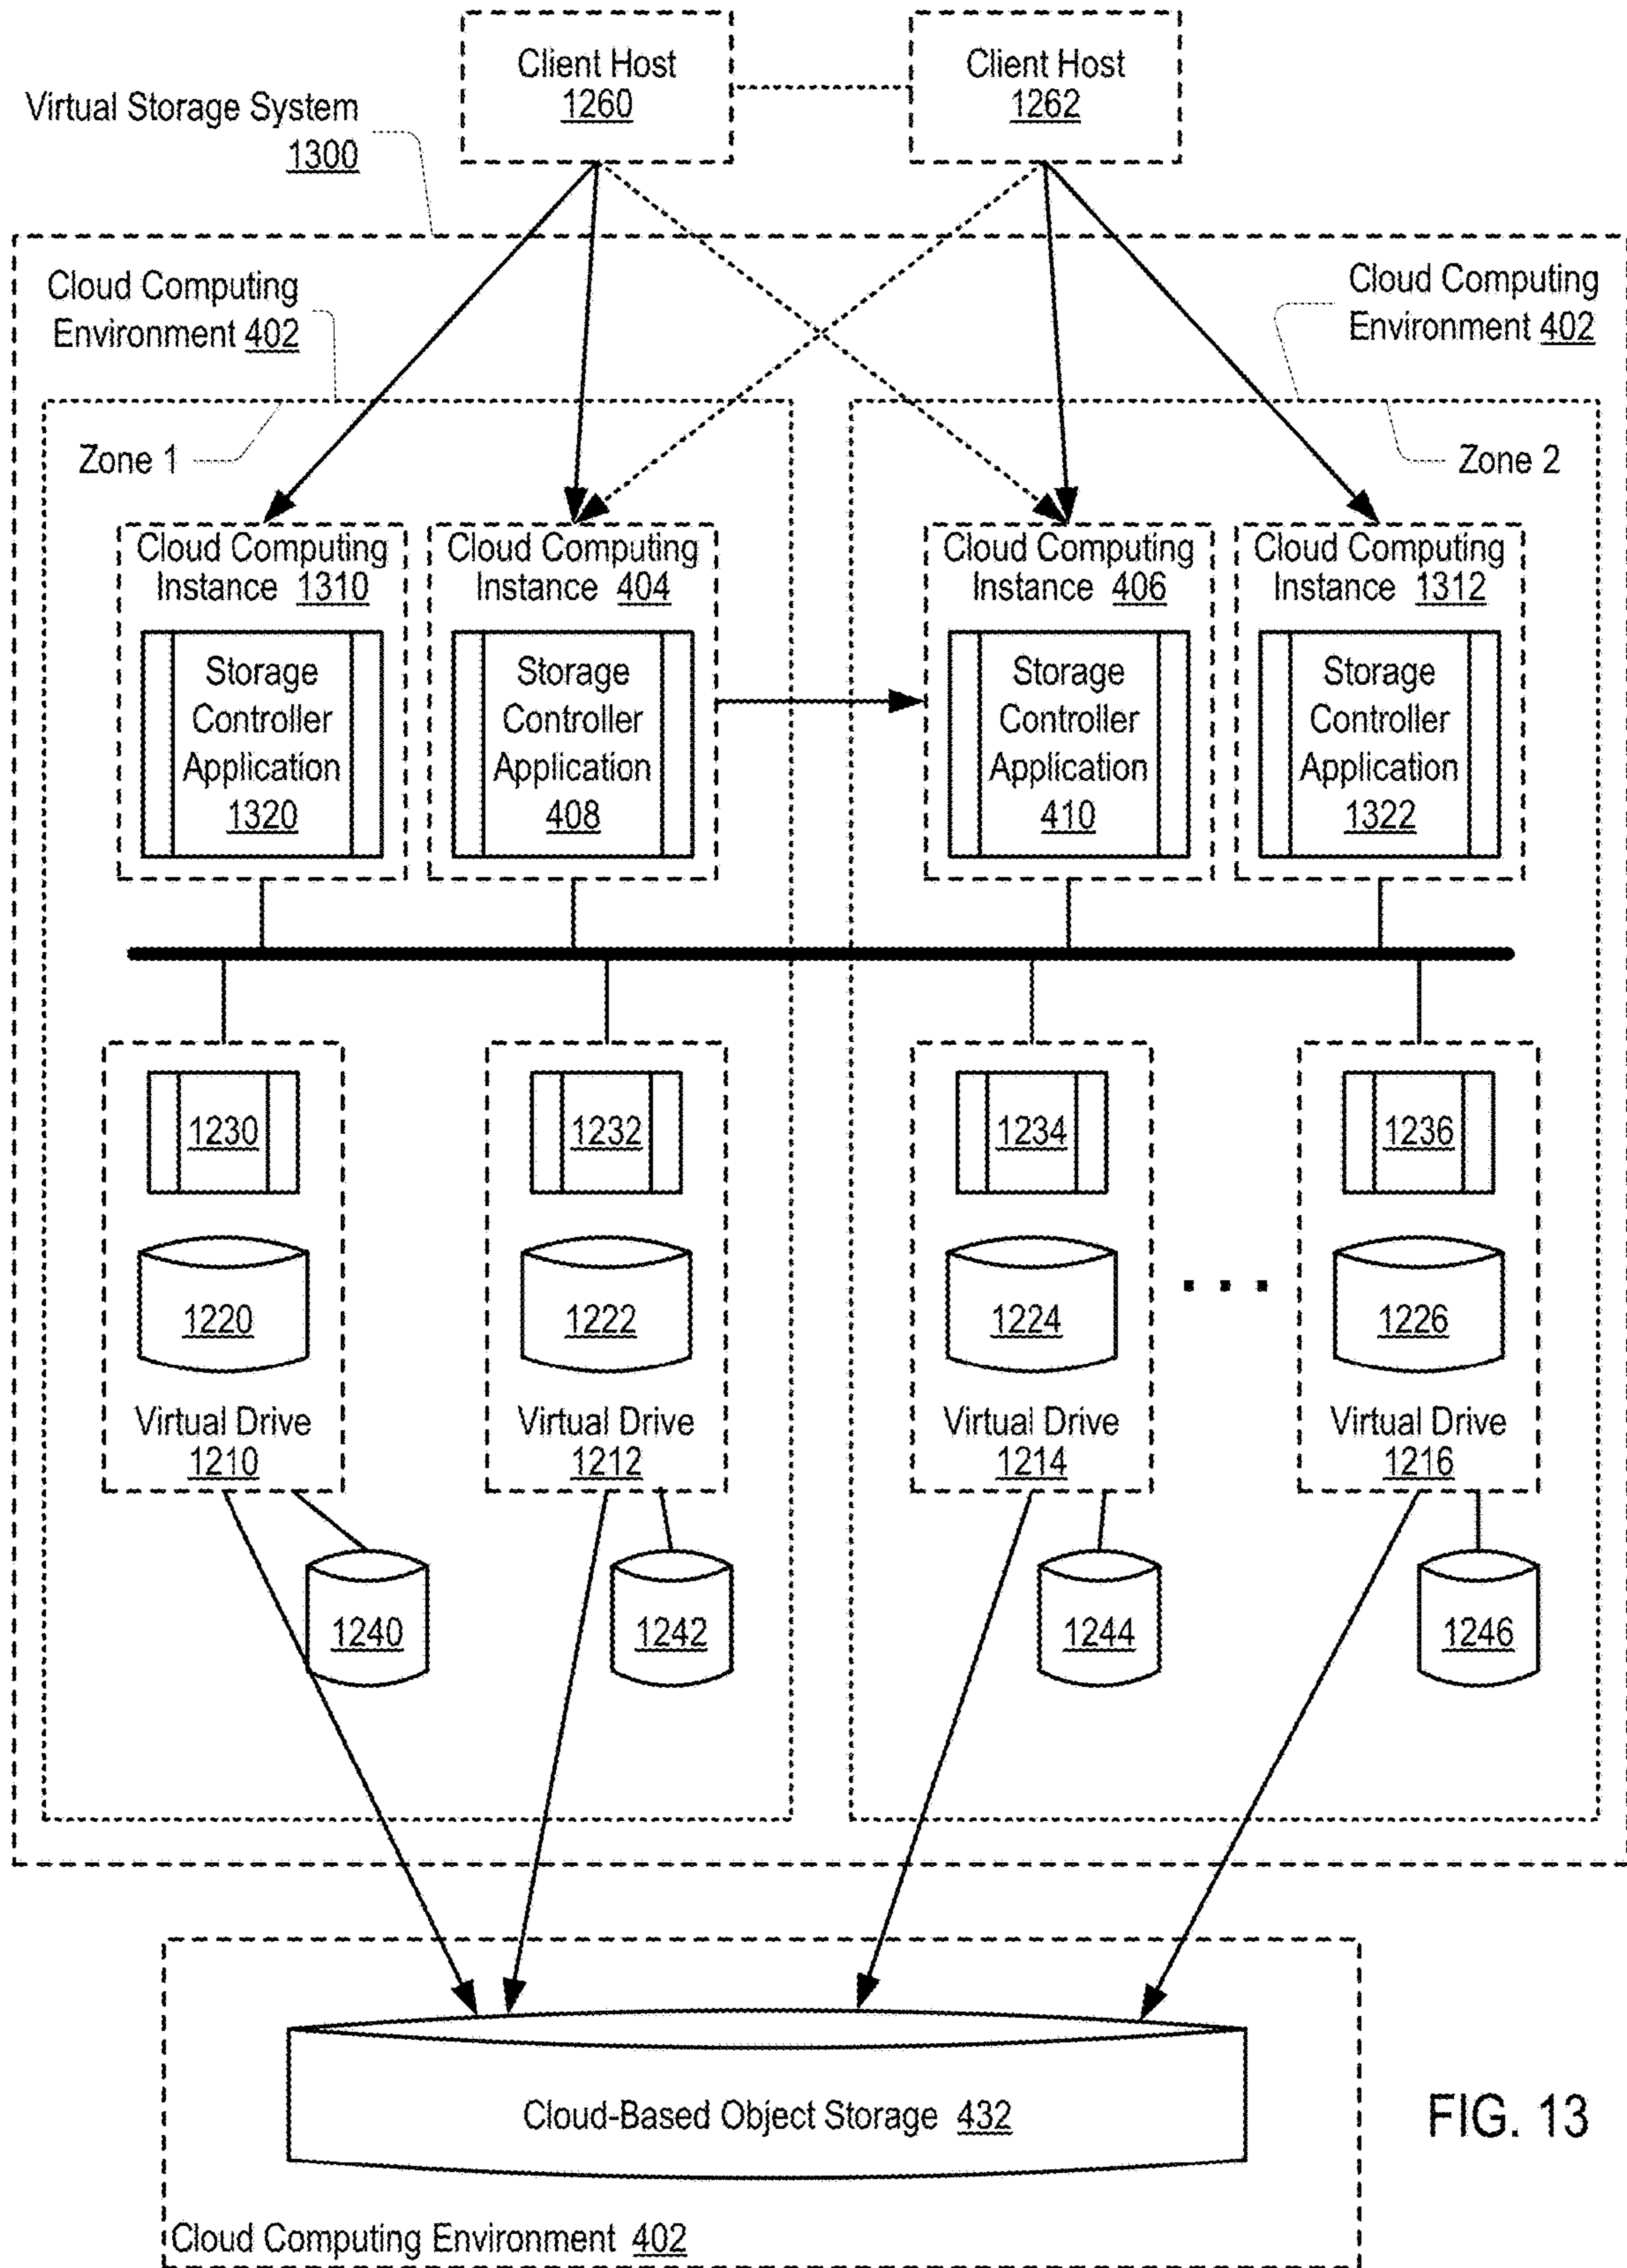 Client Host
1260
Client Host
1262
Virtual Storage System
1300
Cloud Computing
Environment 402
Cloud Computing
Environment 402
Zone 1
Zone 2
Cloud Computing
Instance 1310
Storage
Controller
Application
1320
Cloud Computing
Instance 404
Storage
Controller
Application
408
Cloud Computing
Instance 406
Storage
Controller
Application
410
Cloud Computing
Instance 1312
Storage
Controller
Application
1322
1230
1220
Virtual Drive
1210
1232
1222
Virtual Drive
1212
1234
1224
Virtual Drive
1214
. . .
1236
1226
Virtual Drive
1216
1240
1242
1244
1246
Cloud-Based Object Storage 432
Cloud Computing Environment 402
FIG. 13